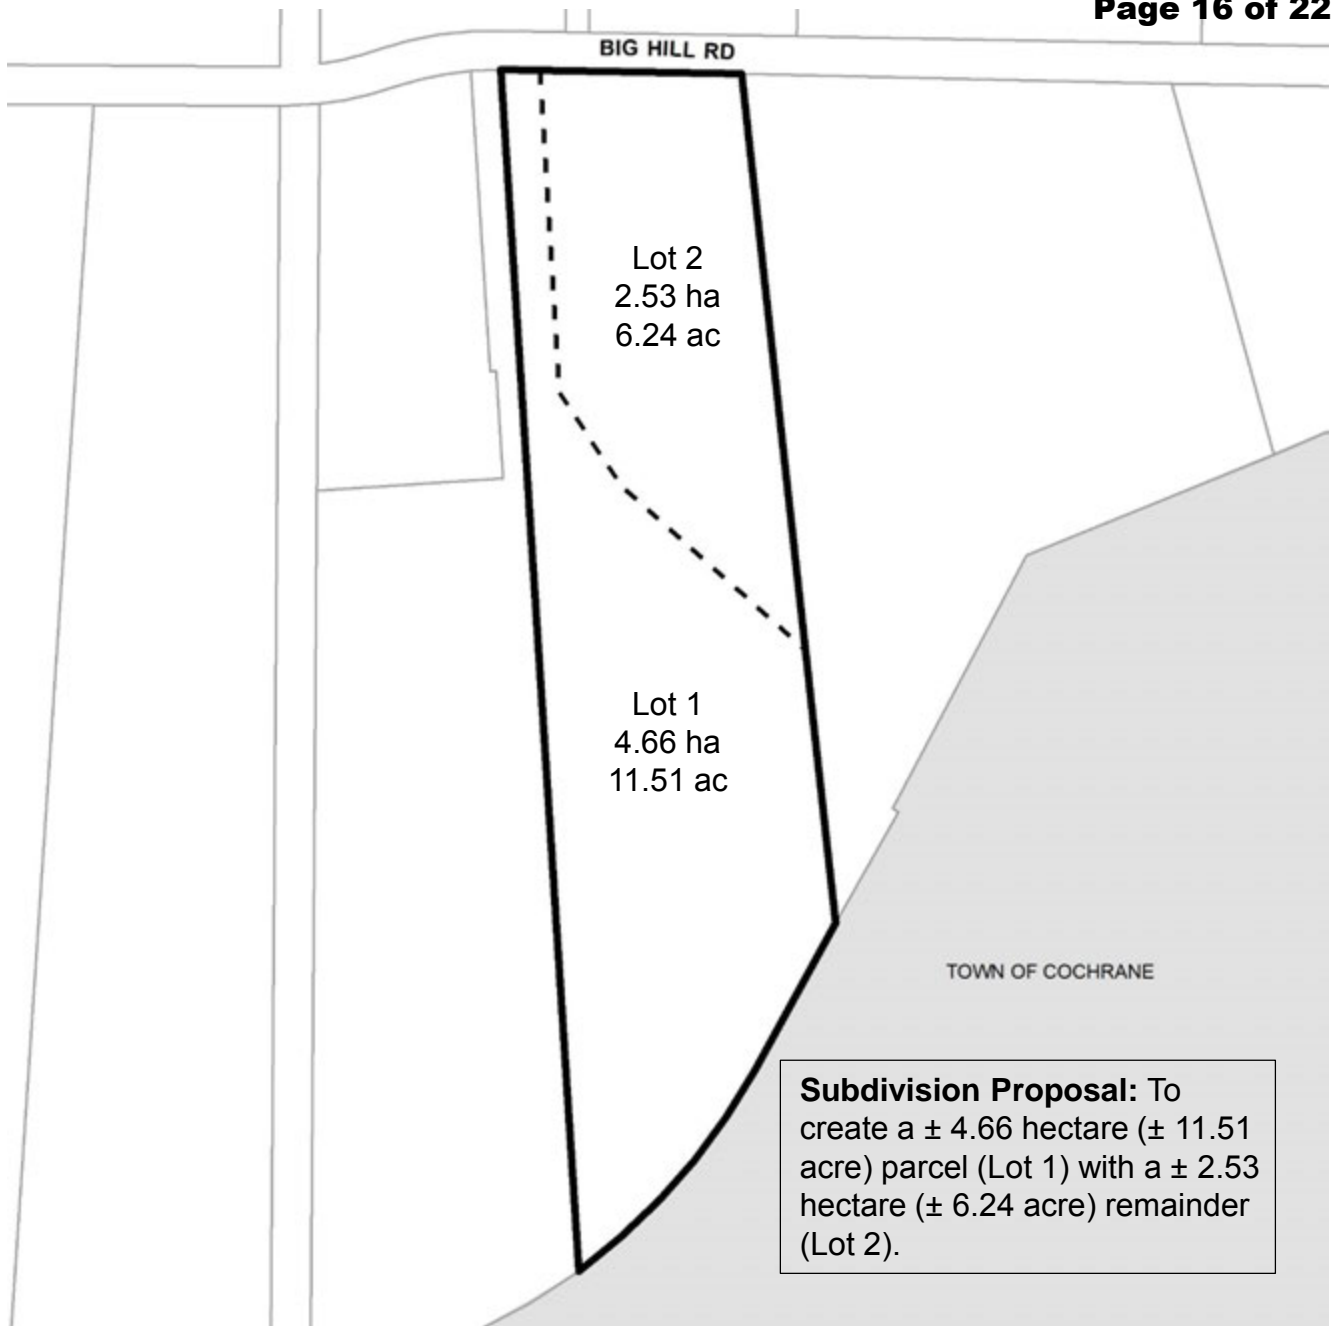 Page 16 of 22
BIG HILL RD
Lot 2
2.53 ha
6.24 ac
Lot 1
4.66 ha
11.51 ac
TOWN OF COCHRANE
Subdivision Proposal: To
create a ± 4.66 hectare (± 11.51
acre) parcel (Lot 1) with a ± 2.53
hectare (± 6.24 acre) remainder
(Lot 2).